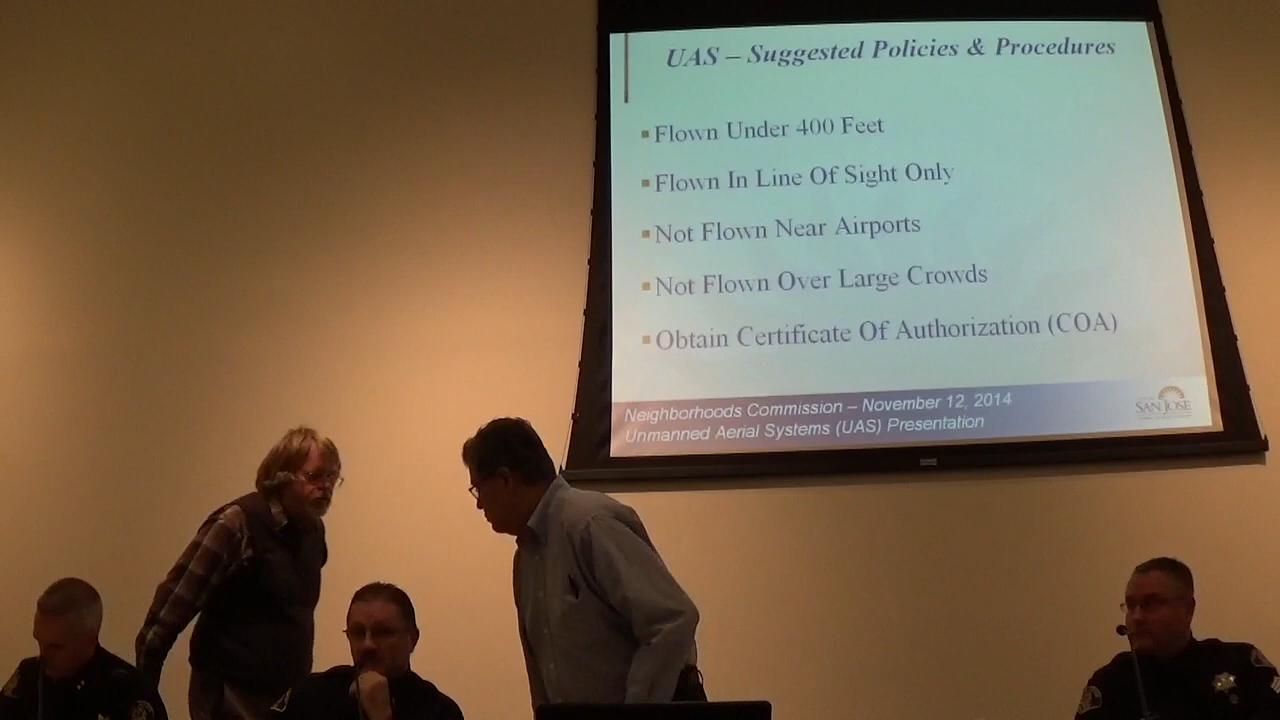 UAS – Suggested Policies & Procedures
Flown Under 400 Feet
Flown In Line Of Sight Only
Not Flown Near Airports
Not Flown Over Large Crowds
Obtain Certificate Of Authorization (COA)
Neighborhoods Commission – November 12, 2014
Unmanned Aerial Systems (UAS) Presentation
SAN JOSE